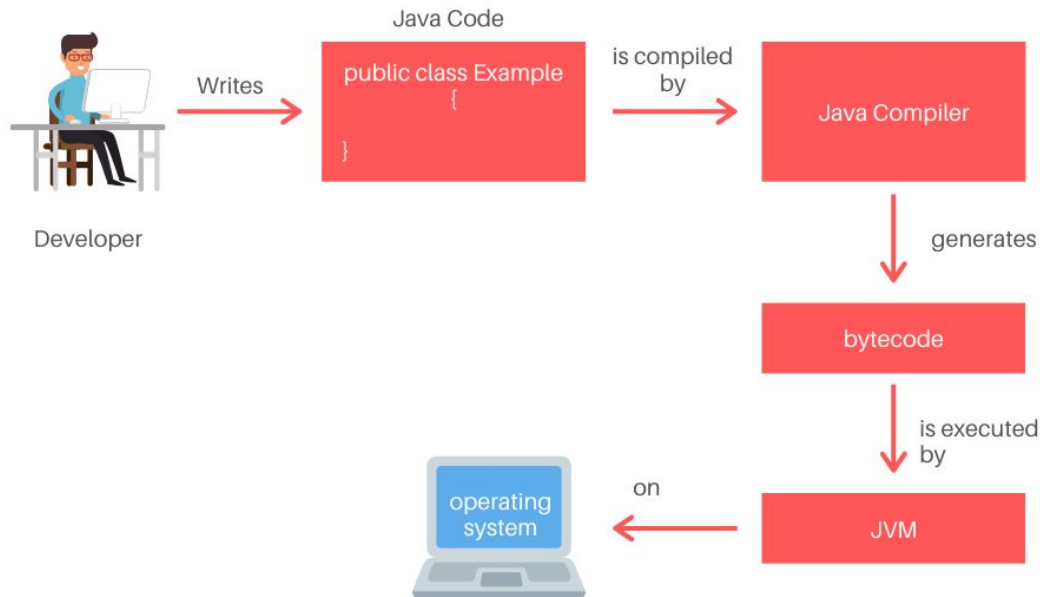 Java Code
Writes
public class Example
{
}
is compiled
by
Java Compiler
Developer
generates
bytecode
is executed
by
JVM
on
operating
system